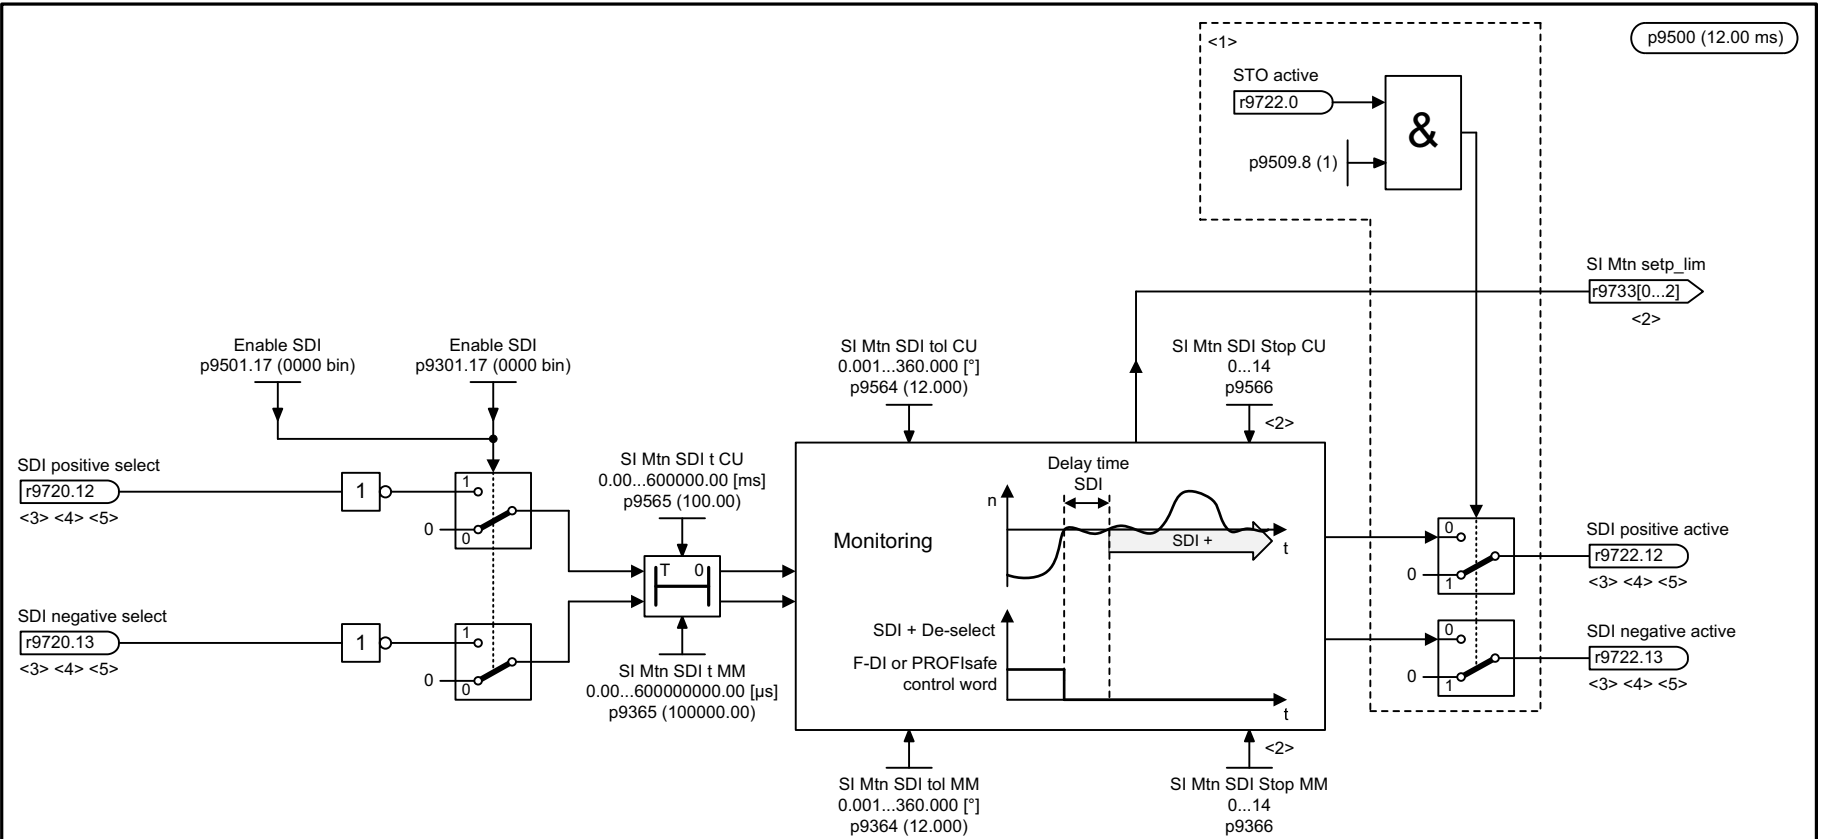 p9500 (12.00 ms)
<1>
STO active
r9722.0
&
p9509.8 (1)
SI Mtn setp_lim
r9733[0...2]
<2>
Enable SDI
p9501.17 (0000 bin)
Enable SDI
p9301.17 (0000 bin)
SI Mtn SDI tol CU
0.001...360.000 [°]
p9564 (12.000)
SI Mtn SDI Stop CU
0...14
p9566
<2>
SDI positive select
r9720.12
<3> <4> <5>
1
1
0
0
SI Mtn SDI t CU
0.00...600000.00 [ms]
p9565 (100.00)
T 0
SI Mtn SDI t MM
0.00...600000000.00 [µs]
p9365 (100000.00)
SDI negative select
r9720.13
<3> <4> <5>
1
1
0
0
Monitoring
Delay time
SDI
n
SDI +
t
SDI + De-select
F-DI or PROFIsafe
control word
t
0
0
1
SDI positive active
r9722.12
<3> <4> <5>
0
0
1
SDI negative active
r9722.13
<3> <4> <5>
SI Mtn SDI tol MM
0.001...360.000 [°]
p9364 (12.000)
<2>
SI Mtn SDI Stop MM
0...14
p9366